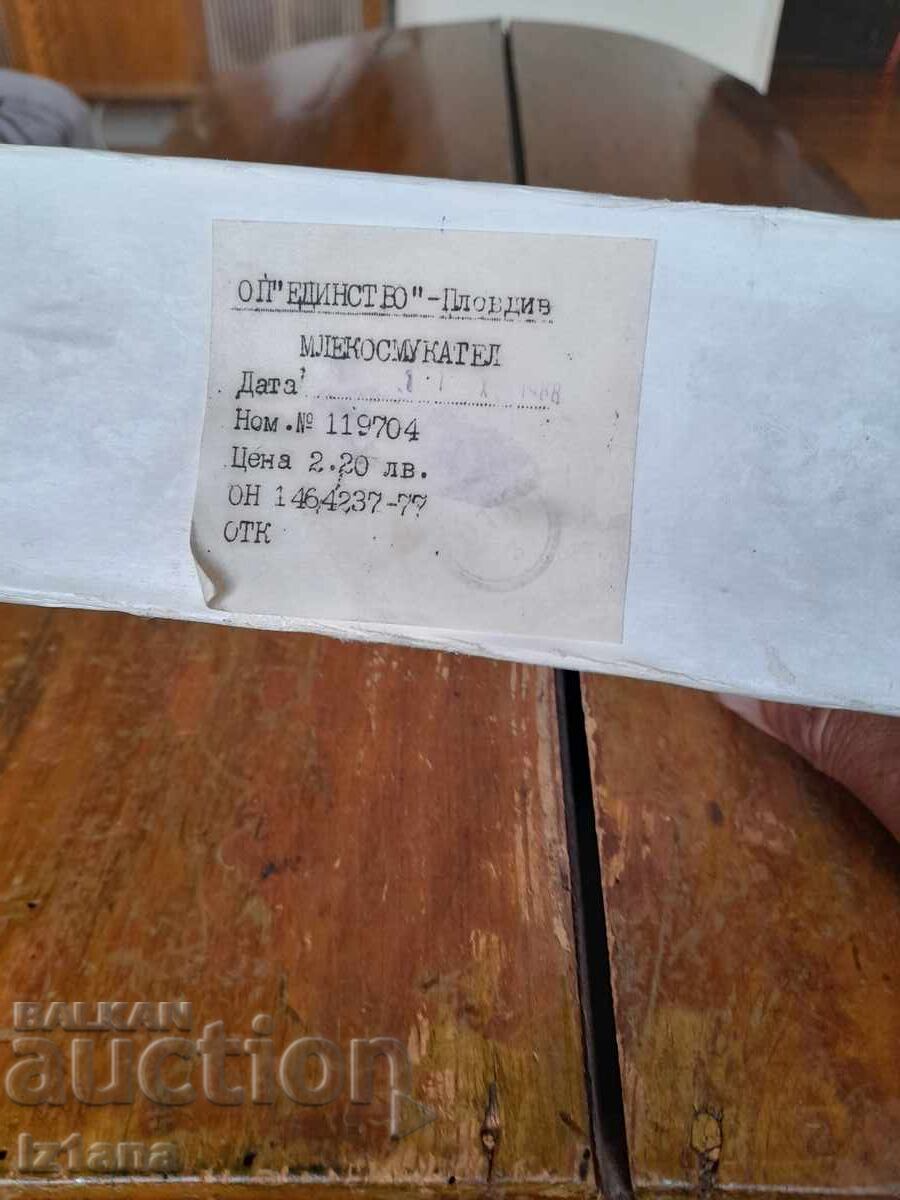 ОП"ЕДИНСТВО"-Пловдив
МЛЕКОСМУКАТЕЛ
Дата 1988
Ном.№ 119704
Цена 2.20 лв.
ОН 1464237-77
ОТК
BALKAN
auction
iz1ana